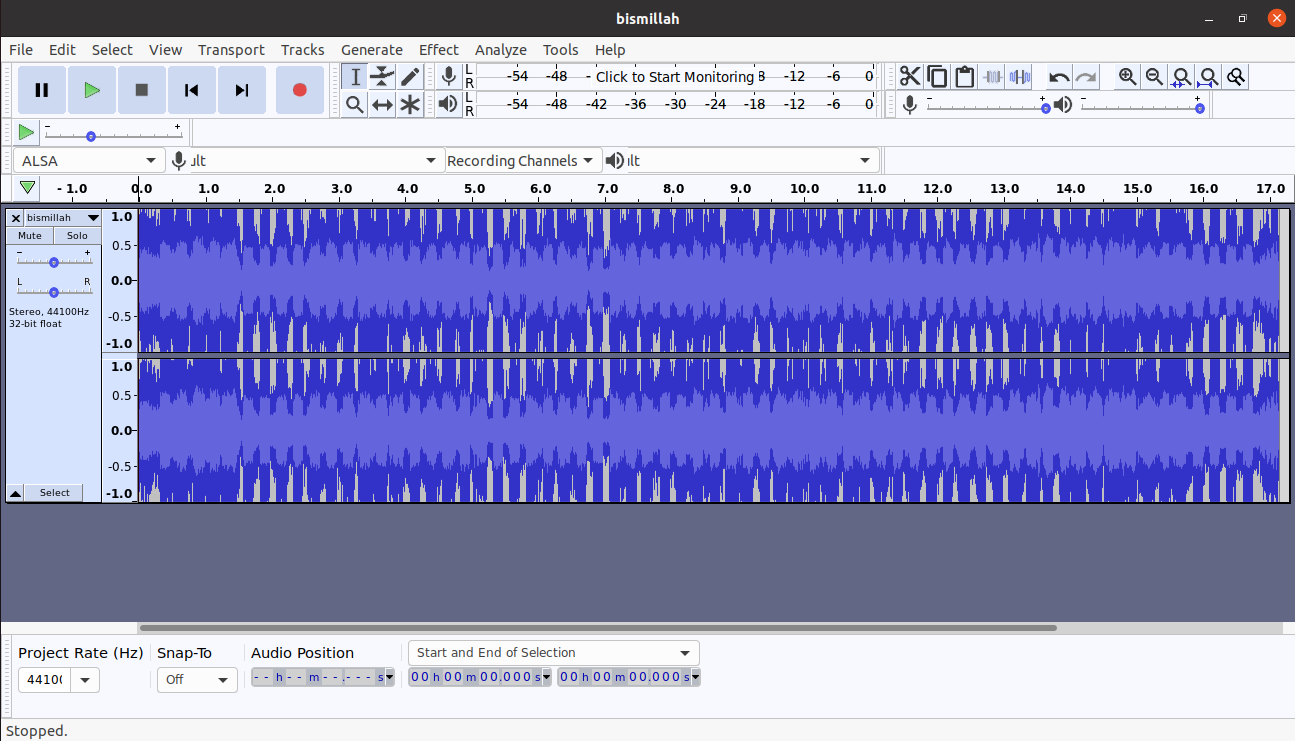 bismillah
File Edit Select View Transport Tracks Generate Effect Analyze Tools Help
L
R
-54 -48 - Click to Start Monitoring 8 -12 -6 0
L
R
-54 -48 -42 -36 -30 -24 -18 -12 -6 0
- +
- +
- +
ALSA
ult
Recording Channels
ult
- 1.0 0.0 1.0 2.0 3.0 4.0 5.0 6.0 7.0 8.0 9.0 10.0 11.0 12.0 13.0 14.0 15.0 16.0 17.0
bismillah
Mute Solo
- +
L R
Stereo, 44100Hz
32-bit float
Select
1.0
0.5
0.0
-0.5
-1.0
1.0
0.5
0.0
-0.5
-1.0
Project Rate (Hz) Snap-To Audio Position Start and End of Selection
4410( Off - - h - - m - - . - - - s 00 h 00 m 00.000 s 00 h 00 m 00.000 s
Stopped.